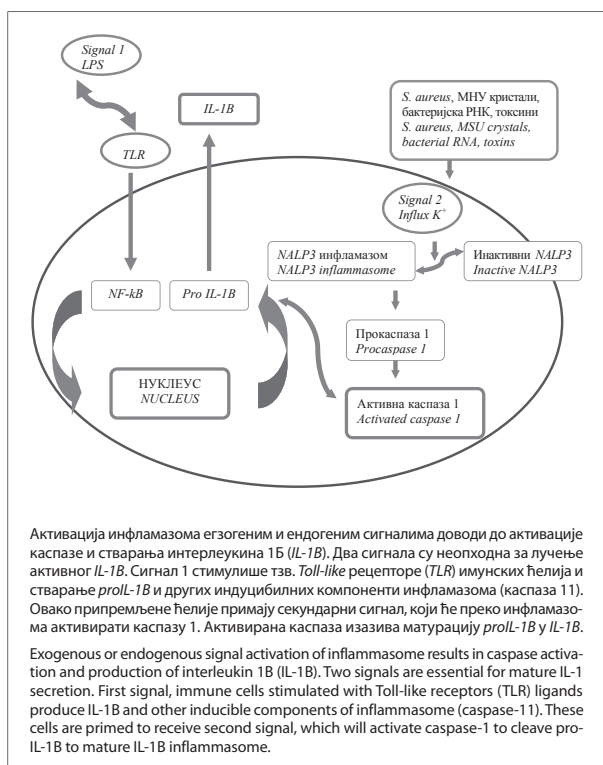 Signal 1
LPS
IL-1B
TLR
S. aureus, МНУ кристали,
бактеријска РНК, токсини
S. aureus, MSU crystals,
bacterial RNA, toxins
Signal 2
Influx K⁺
NALP3 инфламазом
NALP3 inflammasome
Инактивни NALP3
Inactive NALP3
NF-kB
Pro IL-1B
Прокаспаза 1
Procaspase 1
НУКЛЕУС
NUCLEUS
Активна каспаза 1
Activated caspase 1
Активација инфламазома егзогеним и ендогеним сигналима доводи до активације
каспазе и стварања интерлеукина 1Б (IL-1B). Два сигнала су неопходна за лучење
активног IL-1B. Сигнал 1 стимулише тзв. Toll-like рецепторе (TLR) имунских ћелија и
стварање proIL-1B и других индуцибилних компоненти инфламазома (каспаза 11).
Овако припремљене ћелије примају секундарни сигнал, који ће преко инфламазо-
ма активирати каспазу 1. Активирана каспаза изазива матурацију proIL-1B у IL-1B.
Exogenous or endogenous signal activation of inflammasome results in caspase activa-
tion and production of interleukin 1B (IL-1B). Two signals are essential for mature IL-1
secretion. First signal, immune cells stimulated with Toll-like receptors (TLR) ligands
produce IL-1B and other inducible components of inflammasome (caspase-11). These
cells are primed to receive second signal, which will activate caspase-1 to cleave pro-
IL-1B to mature IL-1B inflammasome.